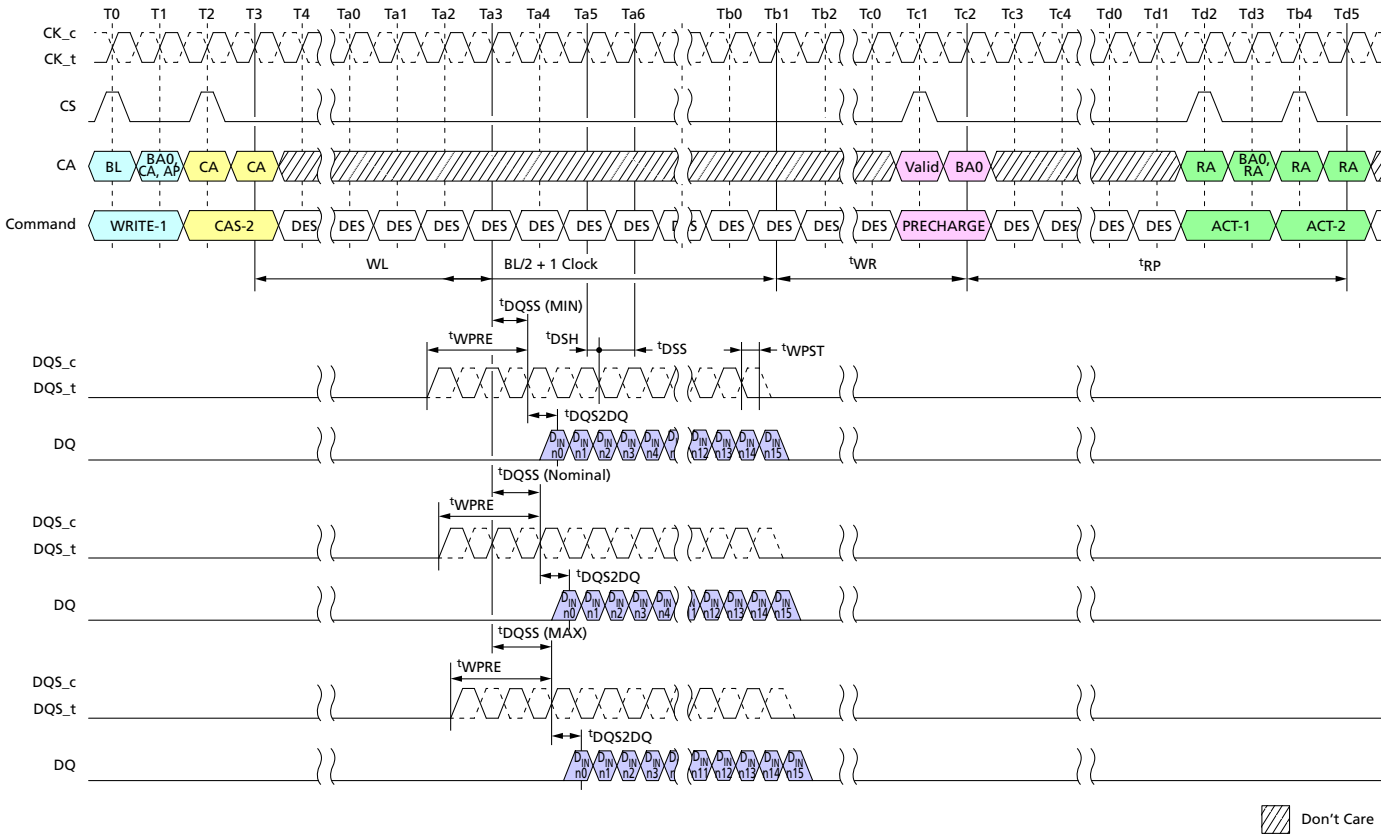 T0 T1 T2 T3 T4 Ta0 Ta1 Ta2 Ta3 Ta4 Ta5 Ta6 Tb0 Tb1 Tb2 Tc0 Tc1 Tc2 Tc3 Tc4 Td0 Td1 Td2 Td3 Tb4 Td5
CK_c
CK_t
CS
CA BL BA0, CA, AP CA CA Valid BA0 RA BA0, RA RA RA
Command WRITE-1 CAS-2 DES DES DES DES DES DES DES DES DES DES DES DES PRECHARGE DES DES DES DES ACT-1 ACT-2
WL BL/2 + 1 Clock tWR tRP
tDQSS (MIN)
tWPRE tDSH tDSS tWPST
DQS_c
DQS_t
tDQS2DQ
DQ DIN n0 DIN n1 DIN n2 DIN n3 DIN n4 DIN n12 DIN n13 DIN n14 DIN n15
tDQSS (Nominal)
tWPRE
DQS_c
DQS_t
tDQS2DQ
DQ DIN n0 DIN n1 DIN n2 DIN n3 DIN n4 DIN n12 DIN n13 DIN n14 DIN n15
tDQSS (MAX)
tWPRE
DQS_c
DQS_t
tDQS2DQ
DQ DIN n0 DIN n1 DIN n2 DIN n3 DIN n11 DIN n12 DIN n13 DIN n14 DIN n15
Don't Care